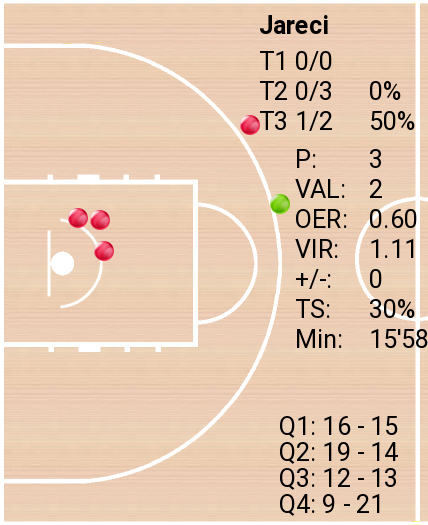 Jareci
T1 0/0
T2 0/3 0%
T3 1/2 50%
P: 3
VAL: 2
OER: 0.60
VIR: 1.11
+/-: 0
TS: 30%
Min: 15'58
Q1: 16 - 15
Q2: 19 - 14
Q3: 12 - 13
Q4: 9 - 21